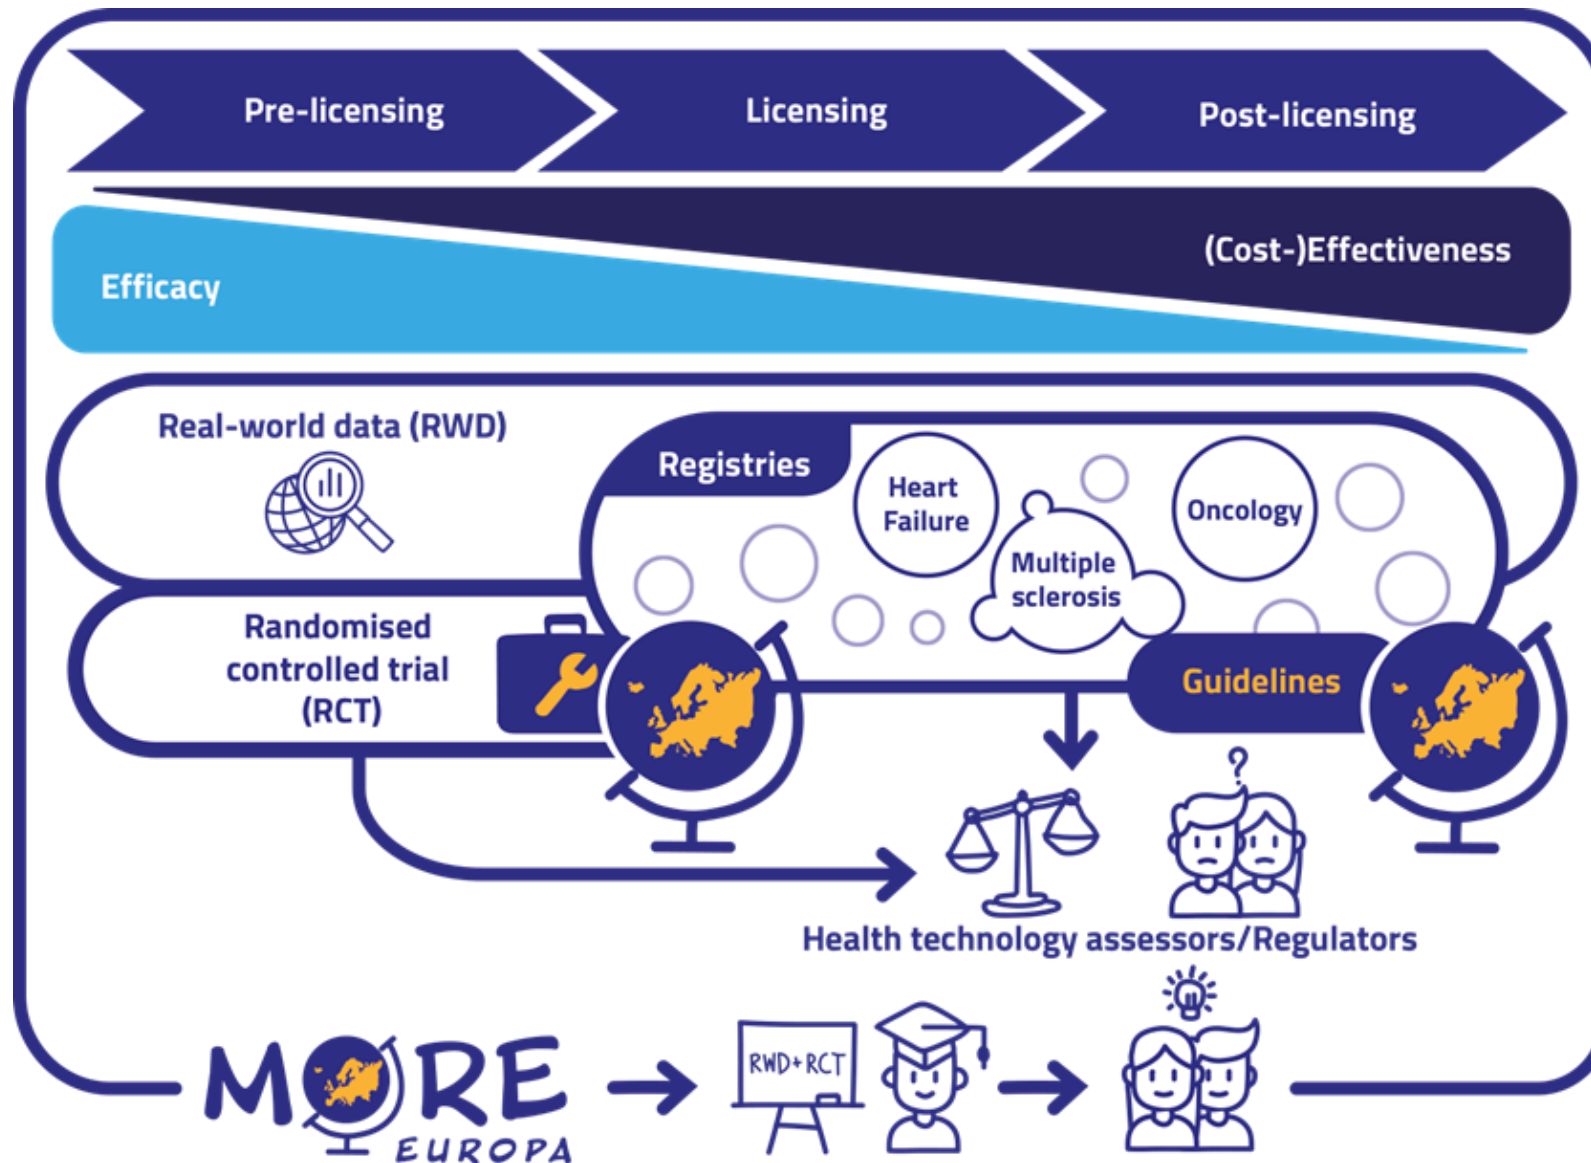 Pre-licensing
Licensing
Post-licensing
(Cost-)Effectiveness
Efficacy
Real-world data (RWD)
Registries
Heart
Failure
Oncology
Multiple
sclerosis
Randomised
controlled trial
(RCT)
Guidelines
?
Health technology assessors/Regulators
MORE
EUROPA
RWD+RCT